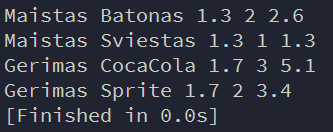 Maistas Batonas 1.3 2 2.6
Maistas Sviestas 1.3 1 1.3
Gerimas CocaCola 1.7 3 5.1
Gerimas Sprite 1.7 2 3.4
[Finished in 0.0s]